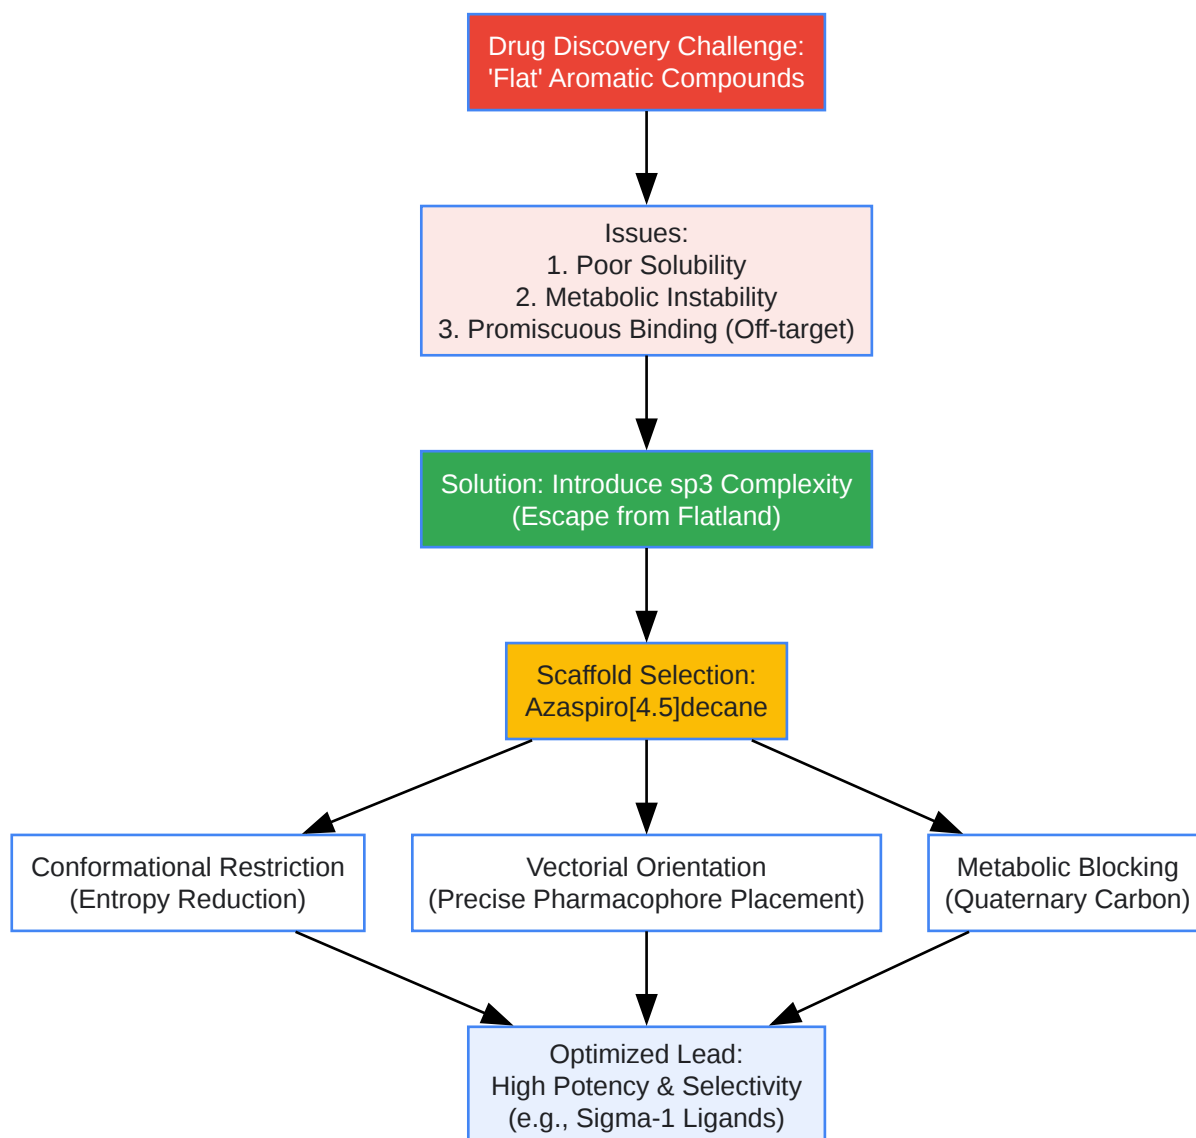 Drug Discovery Challenge:
'Flat' Aromatic Compounds
Issues:
1. Poor Solubility
2. Metabolic Instability
3. Promiscuous Binding (Off-target)
Solution: Introduce sp3 Complexity
(Escape from Flatland)
Scaffold Selection:
Azaspiro[4.5]decane
Conformational Restriction
(Entropy Reduction)
Vectorial Orientation
(Precise Pharmacophore Placement)
Metabolic Blocking
(Quaternary Carbon)
Optimized Lead:
High Potency & Selectivity
(e.g., Sigma-1 Ligands)